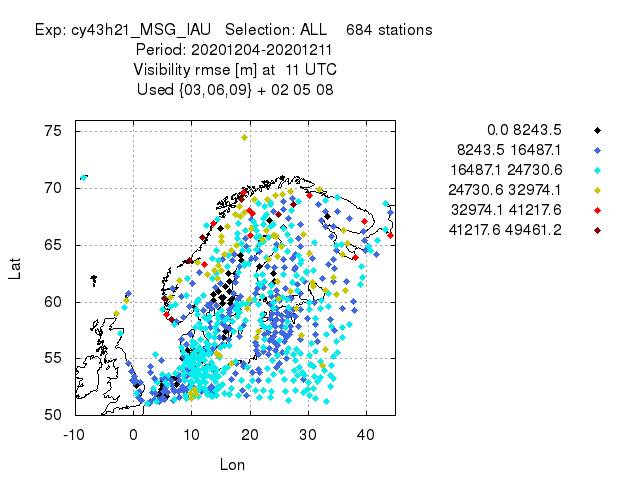 Exp: cy43h21_MSG_IAU   Selection: ALL    684 stations
Period: 20201204-20201211
Visibility rmse [m] at  11 UTC
Used {03,06,09} + 02 05 08
0.0 8243.5
8243.5 16487.1
16487.1 24730.6
24730.6 32974.1
32974.1 41217.6
41217.6 49461.2
75
70
65
60
55
50
Lat
-10 0 10 20 30 40
Lon